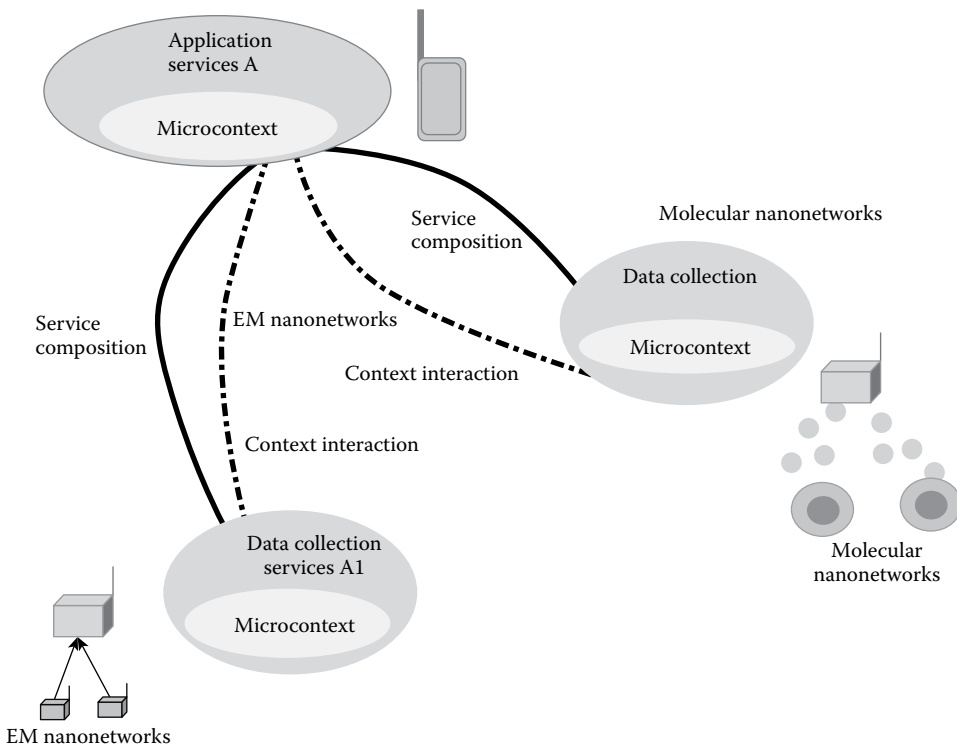 Application
services A
Microcontext
Service
composition
Molecular nanonetworks
Data collection
Microcontext
Service
composition
EM nanonetworks
Context interaction
Context interaction
Data collection
services A1
Microcontext
Molecular
nanonetworks
EM nanonetworks